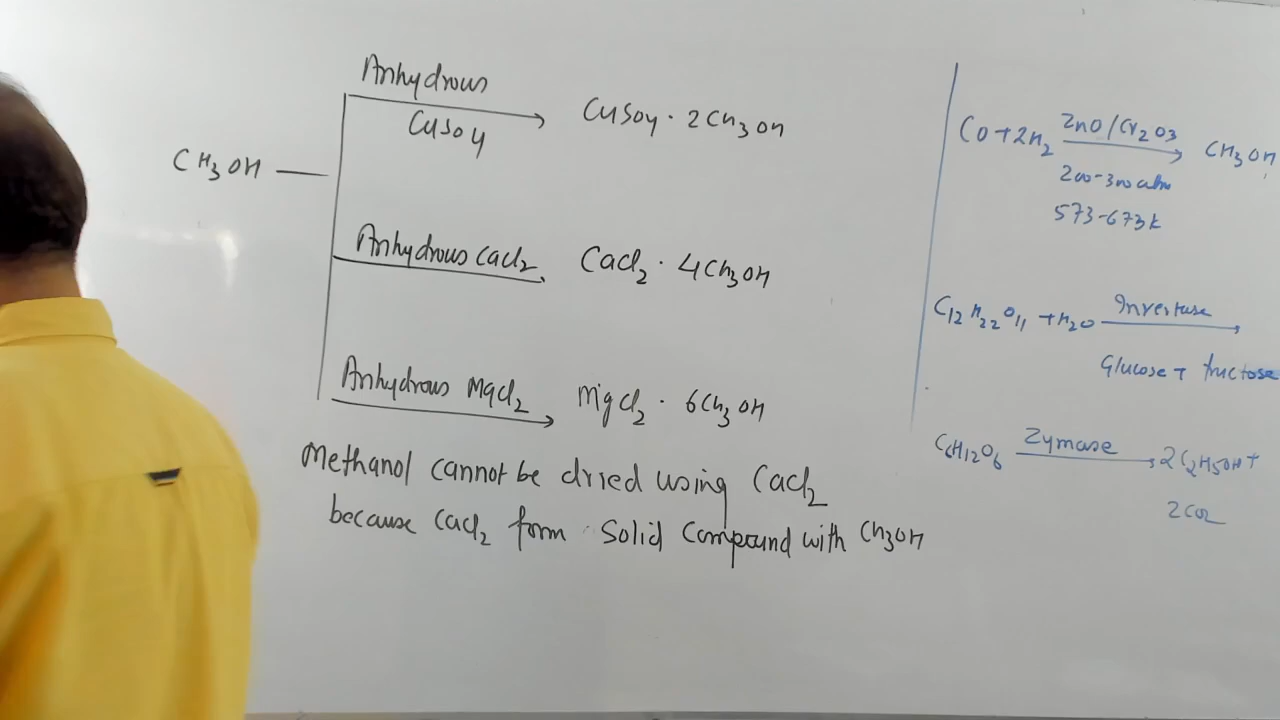 Anhydrous
CuSO4
CuSO4 · 2CH3OH
CH3OH
Anhydrous CaCl2
CaCl2 · 4CH3OH
Anhydrous MgCl2
MgCl2 · 6CH3OH
Methanol cannot be dried using CaCl2
because CaCl2 form Solid Compound with CH3OH
CO + 2H2 ZnO/Cr2O3 CH3OH
200-300 atm
573-673K
C12H22O11 + H2O Invertase
Glucose + fructose
C6H12O6 Zymase 2C2H5OH +
2CO2